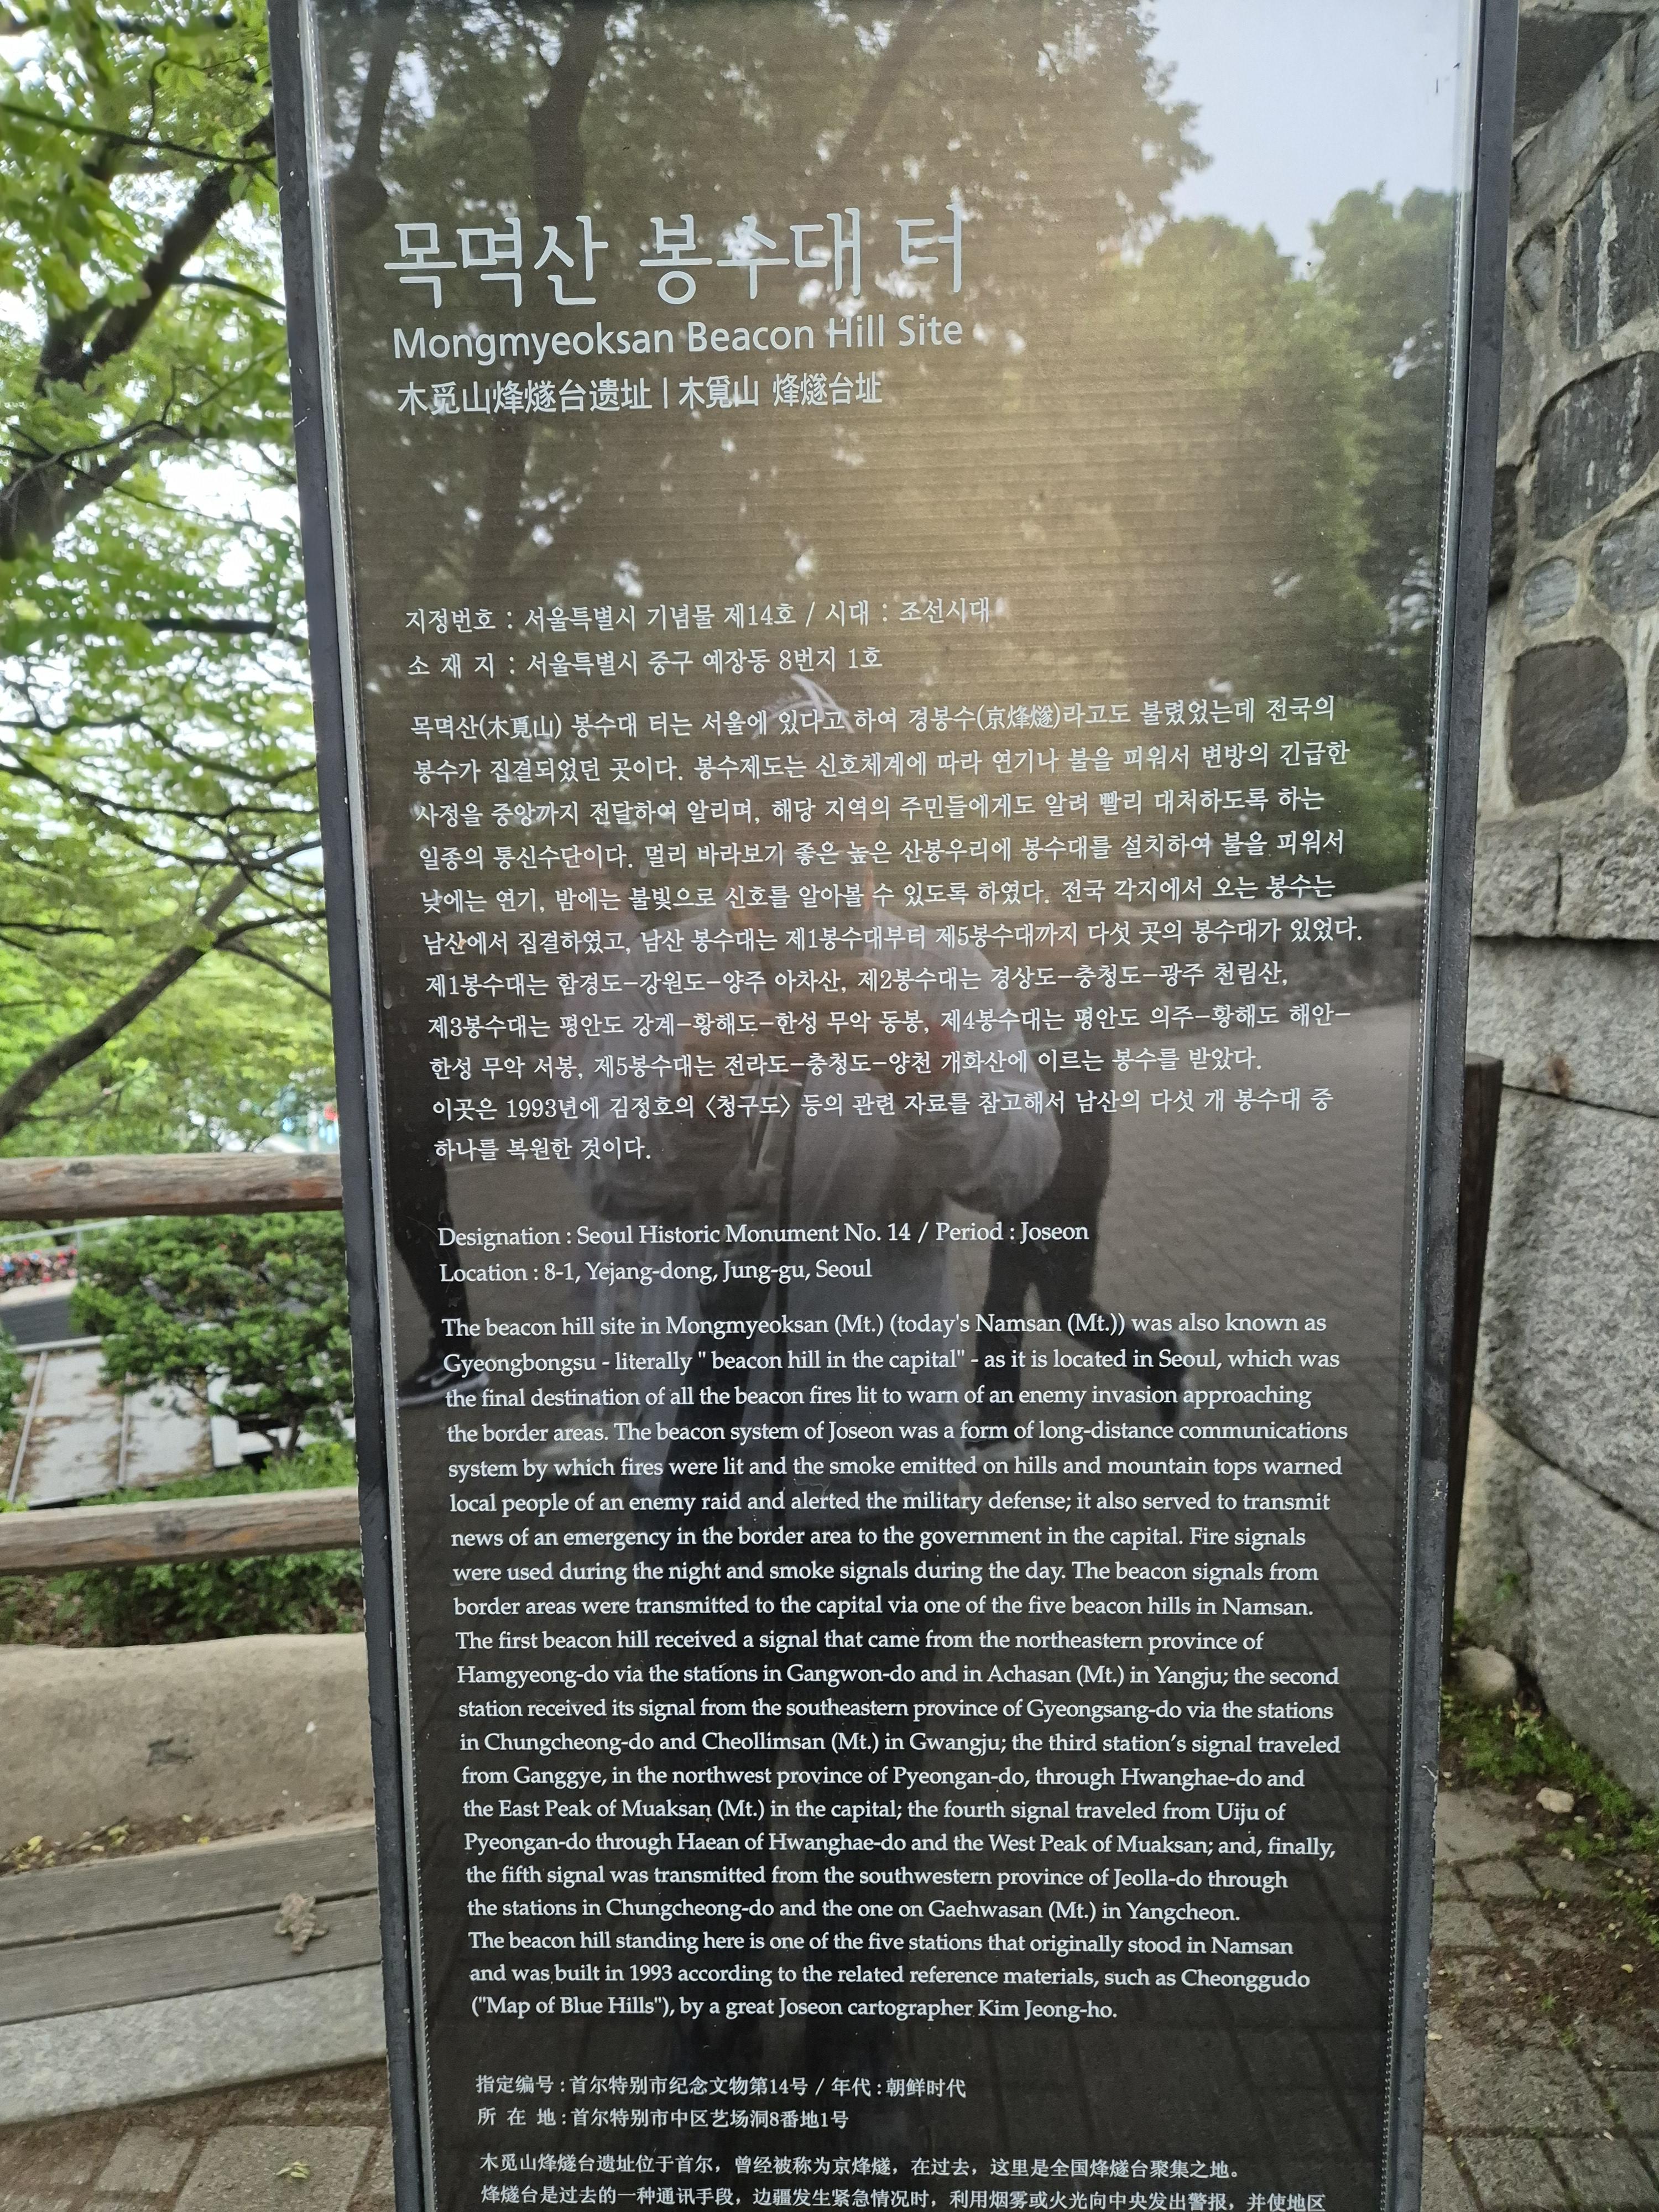 목멱산 봉수대 터
Mongmyeoksan Beacon Hill Site
木觅山烽燧台遗址 | 木覓山 烽燧台址
지정번호 : 서울특별시 기념물 제14호 / 시대 : 조선시대
소 재 지 : 서울특별시 중구 예장동 8번지 1호
목멱산(木覓山) 봉수대 터는 서울에 있다고 하여 경봉수(京烽燧)라고도 불렸었는데 전국의
봉수가 집결되었던 곳이다. 봉수제도는 신호체계에 따라 연기나 불을 피워서 변방의 긴급한
사정을 중앙까지 전달하여 알리며, 해당 지역의 주민들에게도 알려 빨리 대처하도록 하는
일종의 통신수단이다. 멀리 바라보기 좋은 높은 산봉우리에 봉수대를 설치하여 불을 피워서
낮에는 연기, 밤에는 불빛으로 신호를 알아볼 수 있도록 하였다. 전국 각지에서 오는 봉수는
남산에서 집결하였고, 남산 봉수대는 제1봉수대부터 제5봉수대까지 다섯 곳의 봉수대가 있었다.
제1봉수대는 함경도-강원도-양주 아차산, 제2봉수대는 경상도-충청도-광주 천림산,
제3봉수대는 평안도 강계-황해도-한성 무악 동봉, 제4봉수대는 평안도 의주-황해도 해안-
한성 무악 서봉, 제5봉수대는 전라도-충청도-양천 개화산에 이르는 봉수를 받았다.
이곳은 1993년에 김정호의 〈청구도〉 등의 관련 자료를 참고해서 남산의 다섯 개 봉수대 중
하나를 복원한 것이다.
Designation : Seoul Historic Monument No. 14 / Period : Joseon
Location : 8-1, Yejang-dong, Jung-gu, Seoul
The beacon hill site in Mongmyeoksan (Mt.) (today's Namsan (Mt.)) was also known as
Gyeongbongsu - literally " beacon hill in the capital" - as it is located in Seoul, which was
the final destination of all the beacon fires lit to warn of an enemy invasion approaching
the border areas. The beacon system of Joseon was a form of long-distance communications
system by which fires were lit and the smoke emitted on hills and mountain tops warned
local people of an enemy raid and alerted the military defense; it also served to transmit
news of an emergency in the border area to the government in the capital. Fire signals
were used during the night and smoke signals during the day. The beacon signals from
border areas were transmitted to the capital via one of the five beacon hills in Namsan.
The first beacon hill received a signal that came from the northeastern province of
Hamgyeong-do via the stations in Gangwon-do and in Achasan (Mt.) in Yangju; the second
station received its signal from the southeastern province of Gyeongsang-do via the stations
in Chungcheong-do and Cheollimsan (Mt.) in Gwangju; the third station's signal traveled
from Ganggye, in the northwest province of Pyeongan-do, through Hwanghae-do and
the East Peak of Muaksan (Mt.) in the capital; the fourth signal traveled from Uiju of
Pyeongan-do through Haean of Hwanghae-do and the West Peak of Muaksan; and, finally,
the fifth signal was transmitted from the southwestern province of Jeolla-do through
the stations in Chungcheong-do and the one on Gaehwasan (Mt.) in Yangcheon.
The beacon hill standing here is one of the five stations that originally stood in Namsan
and was built in 1993 according to the related reference materials, such as Cheonggudo
("Map of Blue Hills"), by a great Joseon cartographer Kim Jeong-ho.
指定编号 : 首尔特别市纪念文物第14号 / 年代 : 朝鲜时代
所 在 地 : 首尔特别市中区艺场洞8番地1号
木觅山烽燧台遗址位于首尔，曾经被称为京烽燧，在过去，这里是全国烽燧台聚集之地。
烽燧台是过去的一种通讯手段，边疆发生紧急情况时，利用烟雾或火光向中央发出警报，并使地区